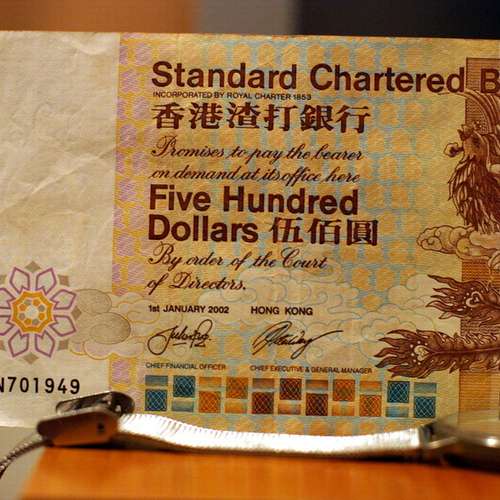 Standard Chartered B
INCORPORATED BY ROYAL CHARTER 1853
香港渣打銀行
Promises to pay the bearer
on demand at its office here
Five Hundred
Dollars 伍佰圓
By order of the Court
of Directors.
1st JANUARY 2002 HONG KONG
CHIEF FINANCIAL OFFICER CHIEF EXECUTIVE & GENERAL MANAGER
N701949